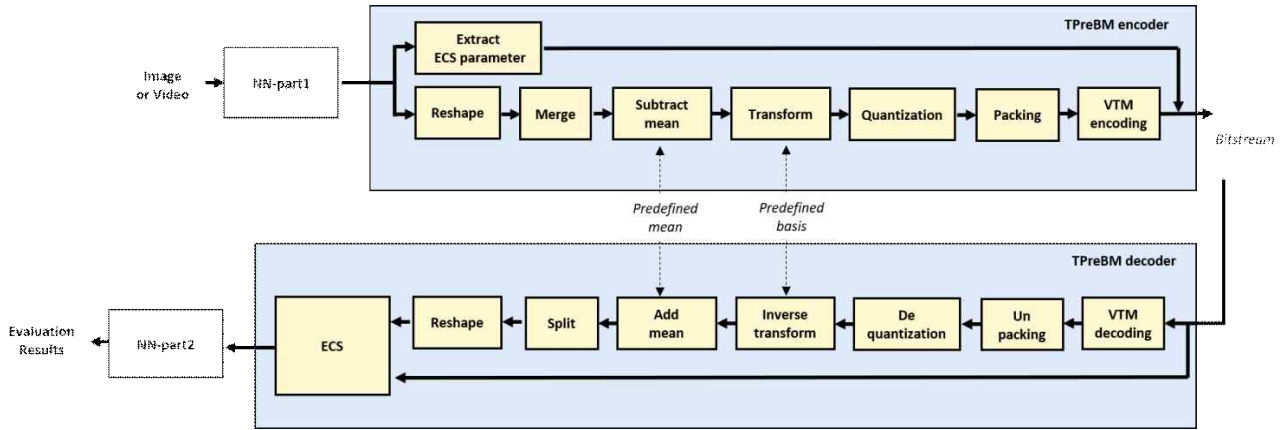 TPreBM encoder
Extract
ECS parameter
Image
or Video
NN-part1
Reshape
Merge
Subtract
mean
Transform
Quantization
Packing
VTM
encoding
Bitstream
Predefined
mean
Predefined
basis
TPreBM decoder
Evaluation
Results
NN-part2
ECS
Reshape
Split
Add
mean
Inverse
transform
De
quantization
Un
packing
VTM
decoding